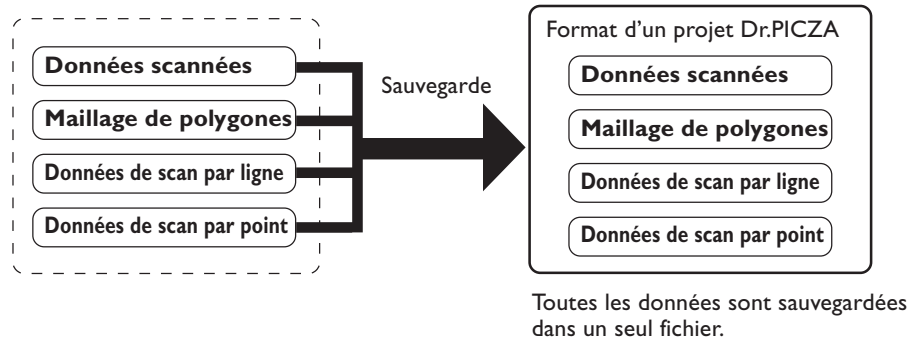 Données scannées
Maillage de polygones
Données de scan par ligne
Données de scan par point
Sauvegarde
Format d'un projet Dr.PICZA
Données scannées
Maillage de polygones
Données de scan par ligne
Données de scan par point
Toutes les données sont sauvegardées
dans un seul fichier.